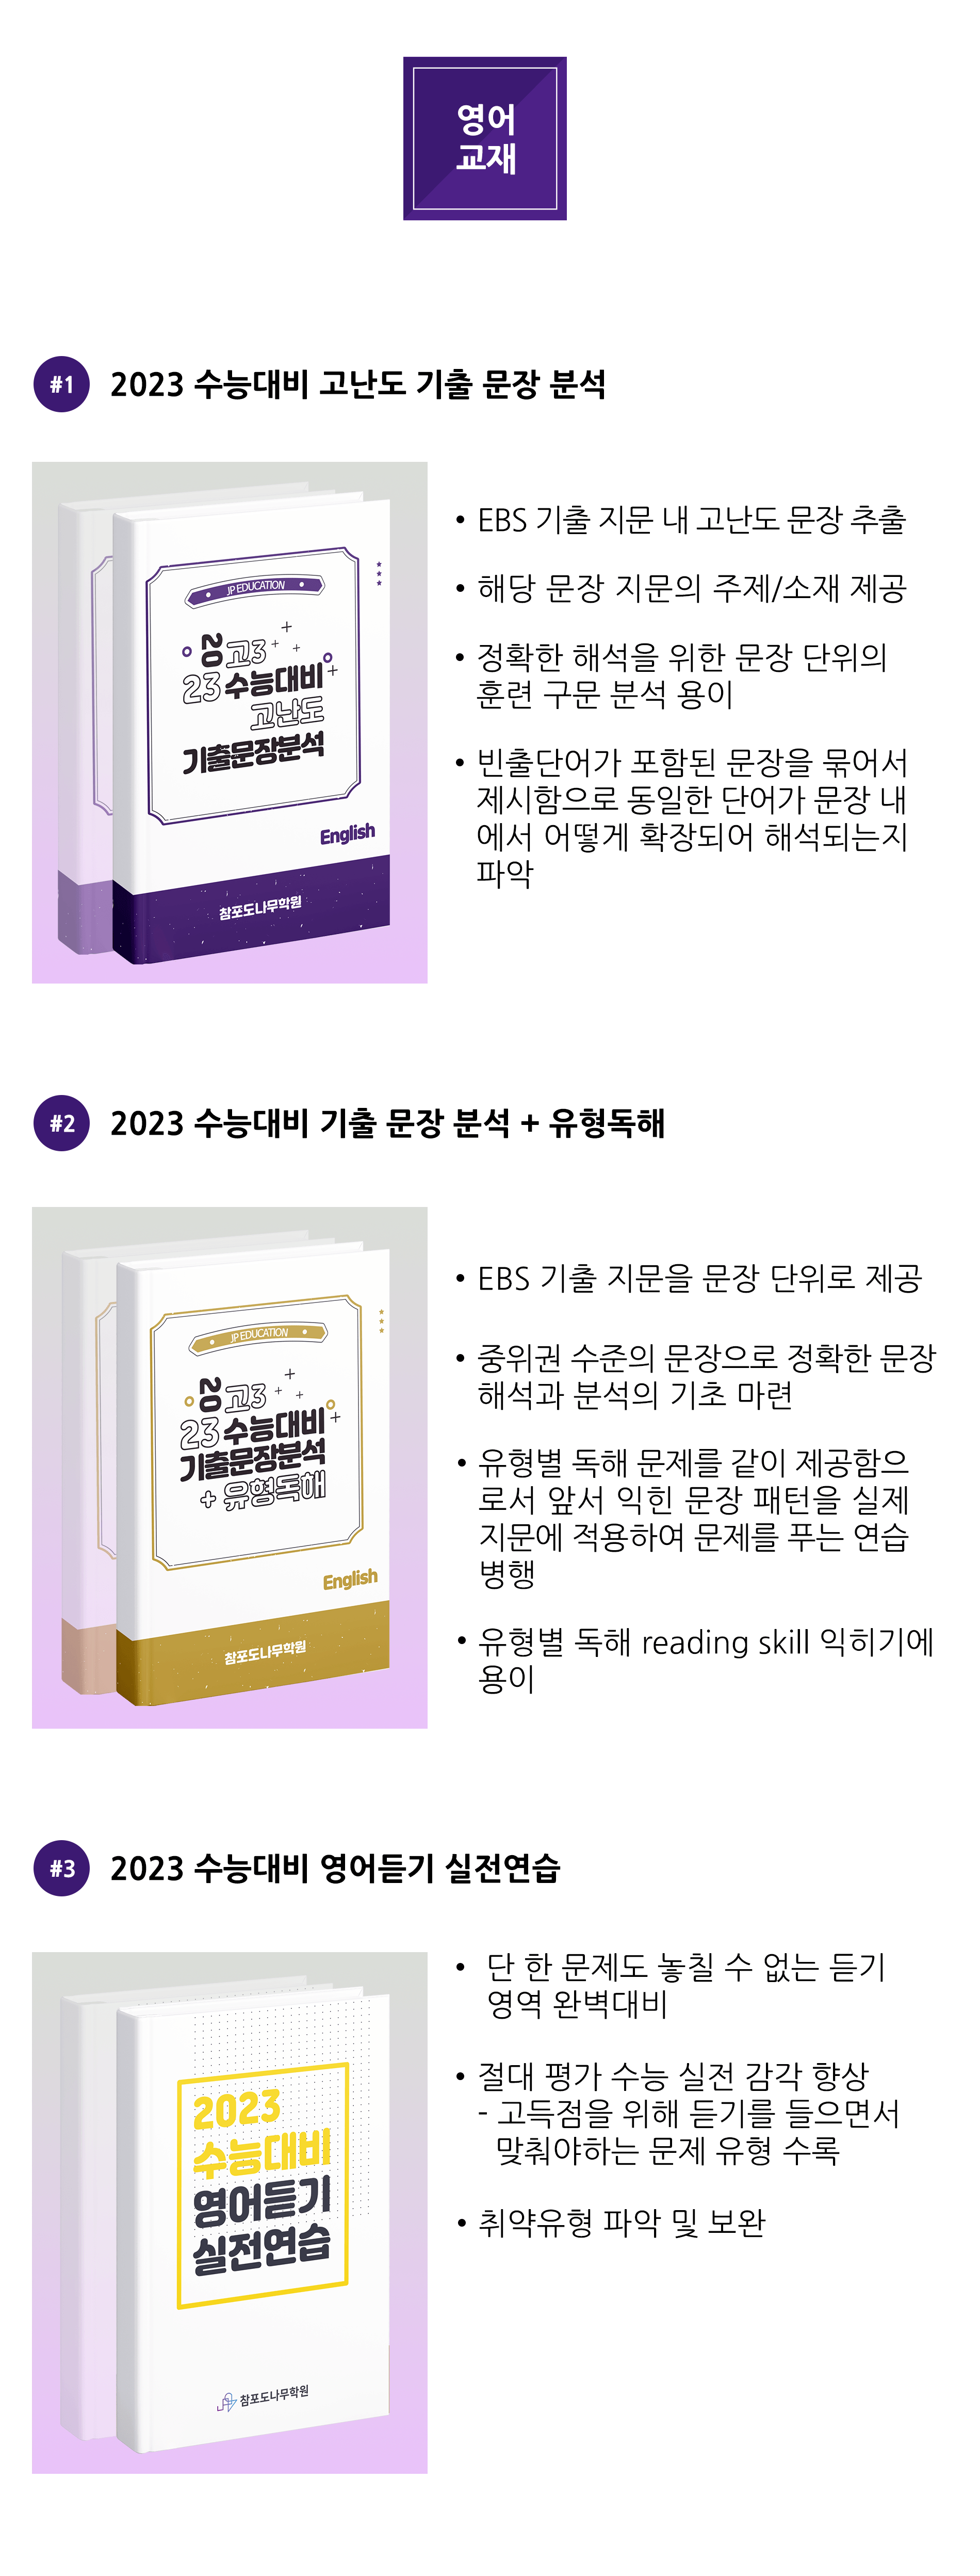 영어
교재
#1
2023 수능대비 고난도 기출 문장 분석
JP EDUCATION
공 고3
23 수능대비
고난도
기출문장분석
English
참포도나무학원
• EBS 기출 지문 내 고난도 문장 추출
• 해당 문장 지문의 주제/소재 제공
• 정확한 해석을 위한 문장 단위의
훈련 구문 분석 용이
• 빈출단어가 포함된 문장을 묶어서
제시함으로 동일한 단어가 문장 내
에서 어떻게 확장되어 해석되는지
파악
#2
2023 수능대비 기출 문장 분석 + 유형독해
JP EDUCATION
공 고3
23 수능대비
기출문장분석
+ 유형독해
English
참포도나무학원
• EBS 기출 지문을 문장 단위로 제공
• 중위권 수준의 문장으로 정확한 문장
해석과 분석의 기초 마련
• 유형별 독해 문제를 같이 제공함으
로서 앞서 익힌 문장 패턴을 실제
지문에 적용하여 문제를 푸는 연습
병행
• 유형별 독해 reading skill 익히기에
용이
#3
2023 수능대비 영어듣기 실전연습
2023
수능대비
영어듣기
실전연습
참포도나무학원
• 단 한 문제도 놓칠 수 없는 듣기
영역 완벽대비
• 절대 평가 수능 실전 감각 향상
- 고득점을 위해 듣기를 들으면서
맞춰야하는 문제 유형 수록
• 취약유형 파악 및 보완